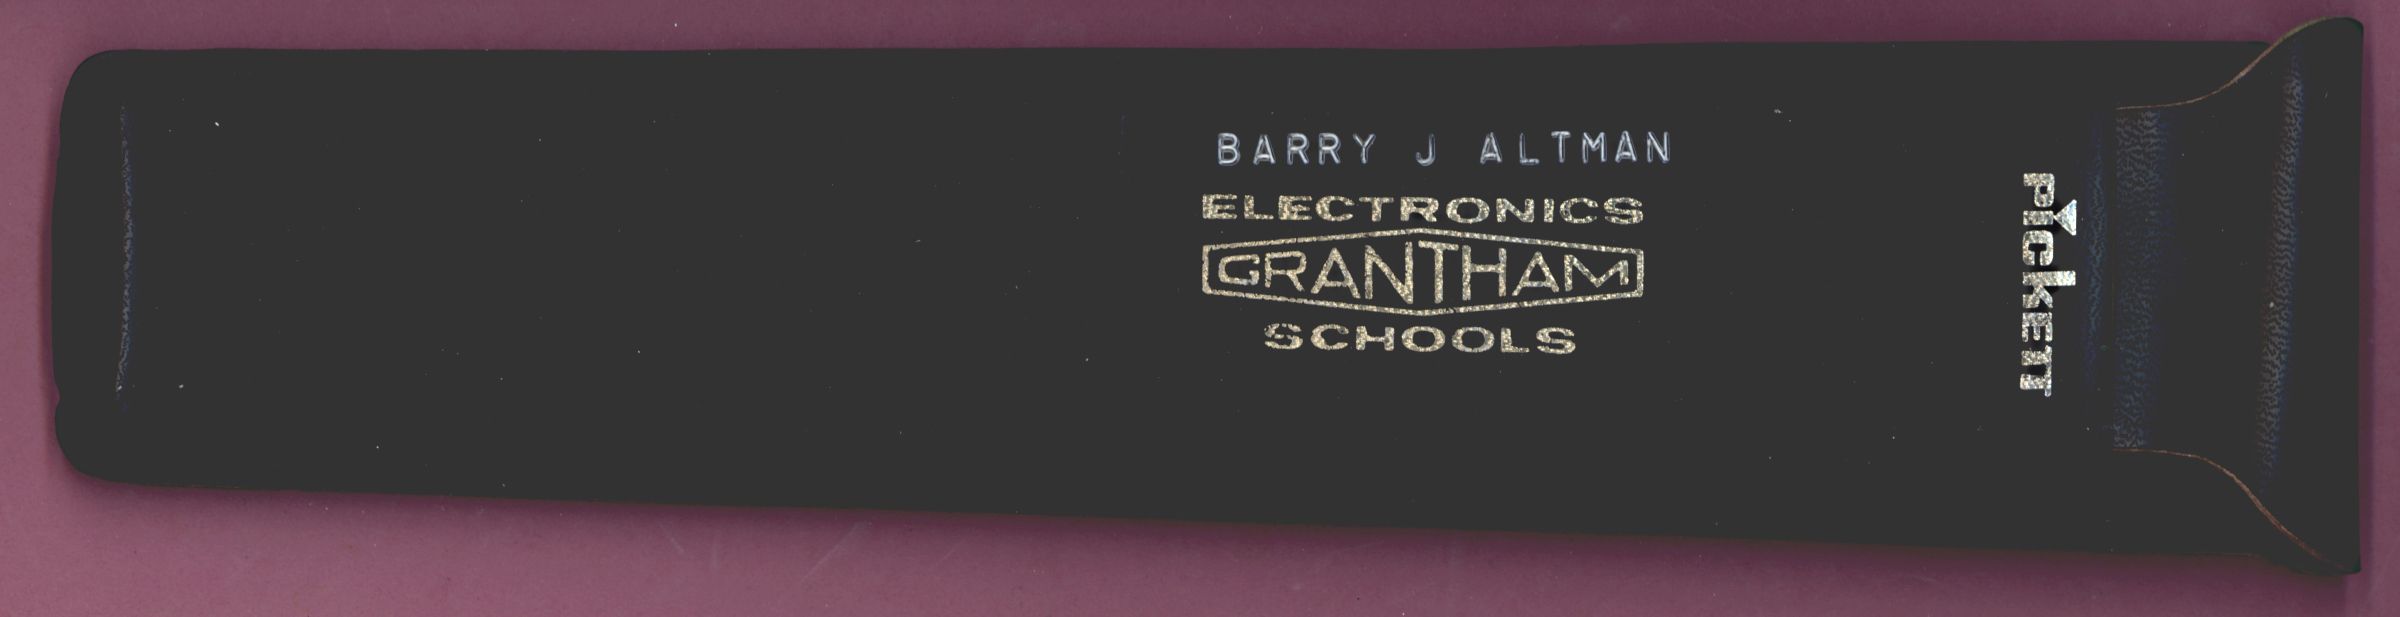 BARRY J ALTMAN
ELECTRONICS
GRANTHAM
SCHOOLS
PickETT